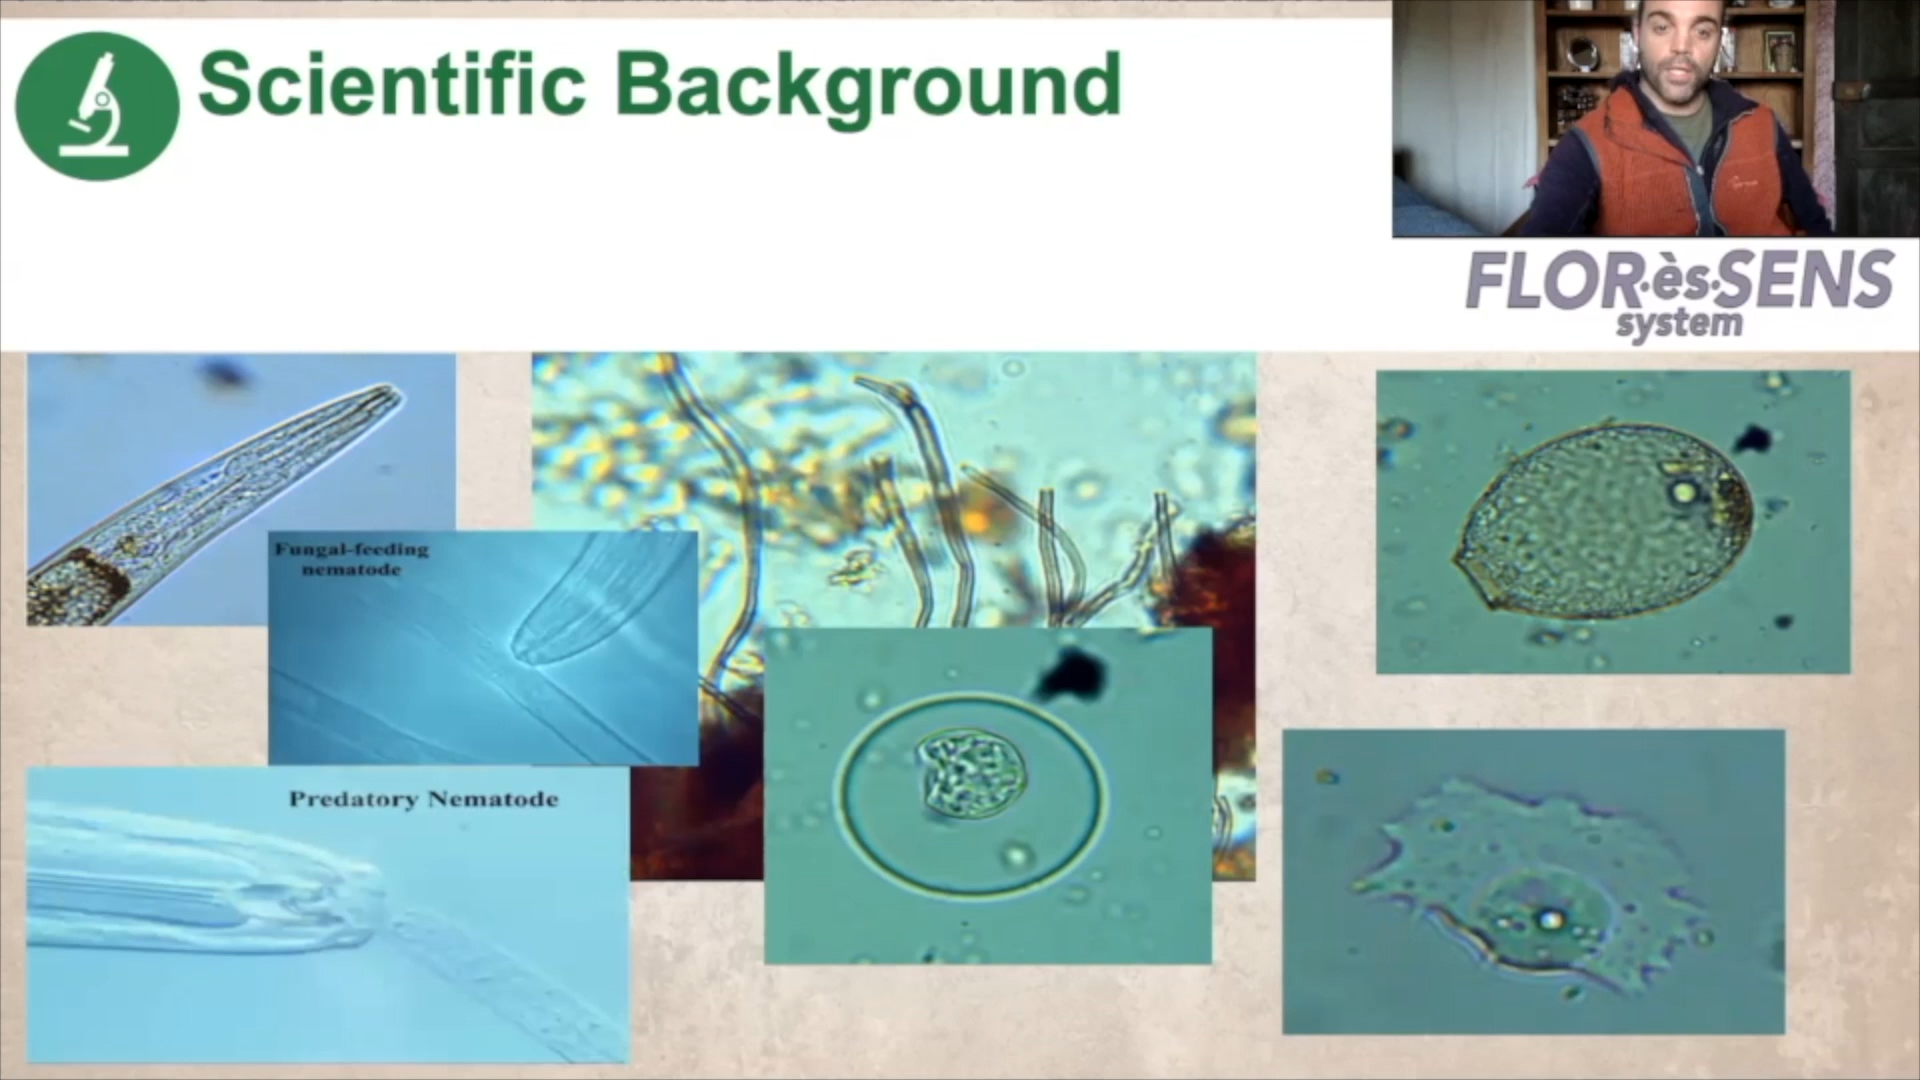 Scientific Background
FLOR·ès·SENS
system
Fungal-feeding
nematode
Predatory Nematode